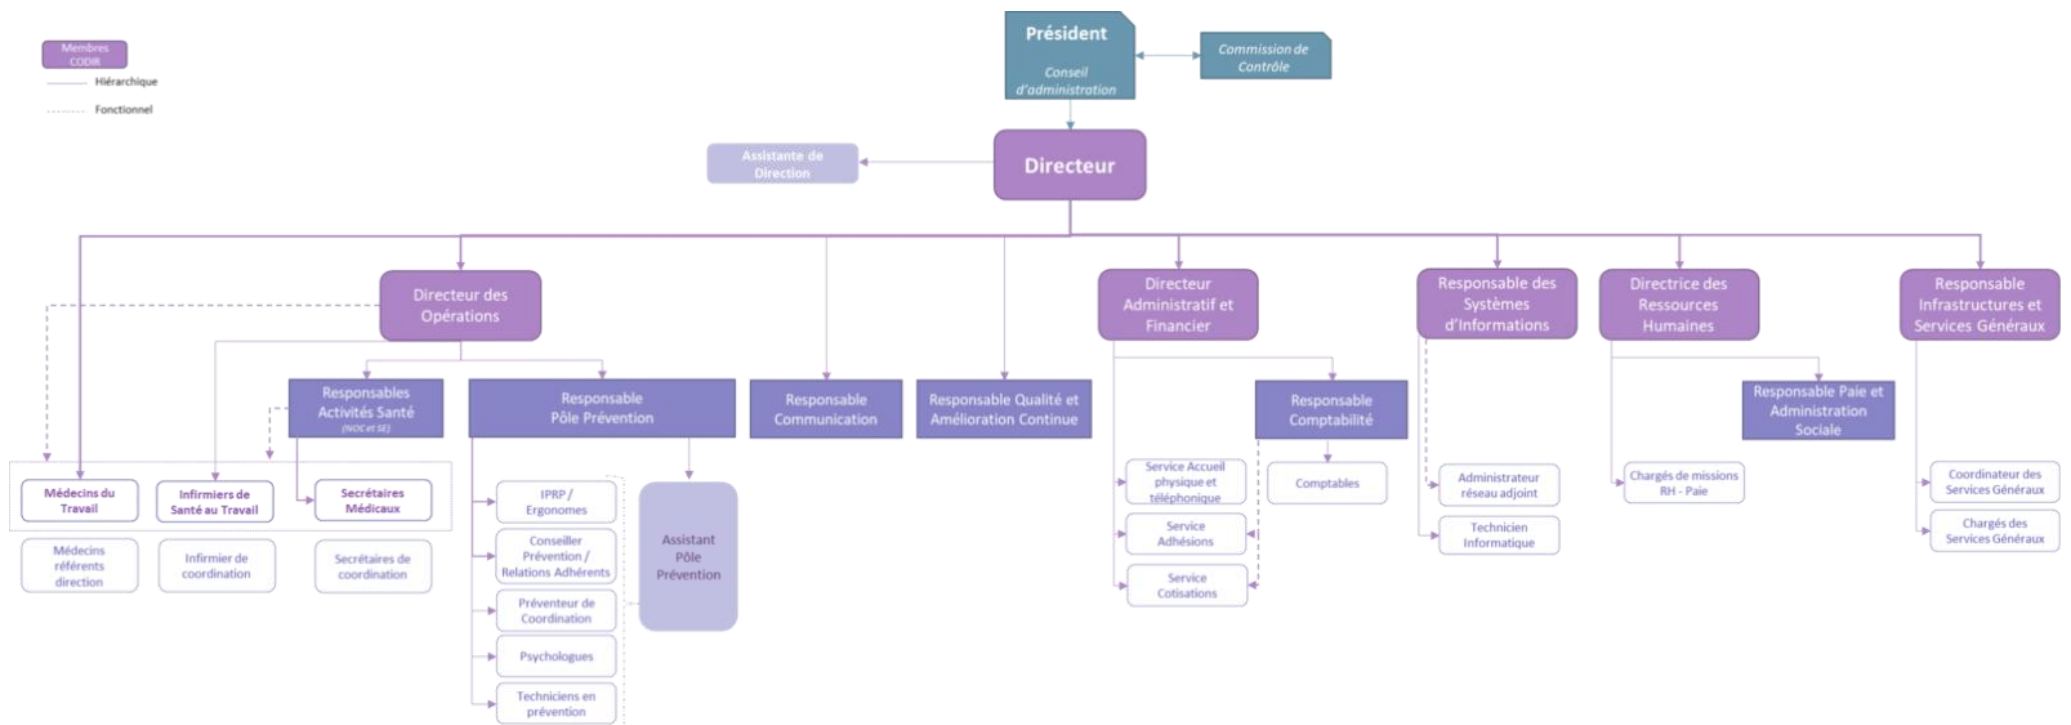 Président
Conseil
d'administration
Commission de
Contrôle
Membres
CODIR
Hiérarchique
Fonctionnel
Assistante de
Direction
Directeur
Directeur des
Opérations
Directeur
Administratif et
Financier
Responsable des
Systèmes
d'Informations
Directrice des
Ressources
Humaines
Responsable
Infrastructures et
Services Généraux
Responsables
Activités Santé
(NOC et SE)
Responsable
Pôle Prévention
Responsable
Communication
Responsable Qualité et
Amélioration Continue
Responsable
Comptabilité
Responsable Paie et
Administration
Sociale
Médecins du
Travail
Infirmiers de
Santé au Travail
Secrétaires
Médicaux
Médecins
référents
direction
Infirmier de
coordination
Secrétaires de
coordination
IPRP /
Ergonomes
Conseiller
Prévention /
Relations Adhérents
Préventeur de
Coordination
Psychologues
Techniciens en
prévention
Assistant
Pôle
Prévention
Service Accueil
physique et
téléphonique
Service
Adhésions
Service
Cotisations
Comptables
Administrateur
réseau adjoint
Technicien
Informatique
Chargés de missions
RH - Paie
Coordinateur des
Services Généraux
Chargés des
Services Généraux